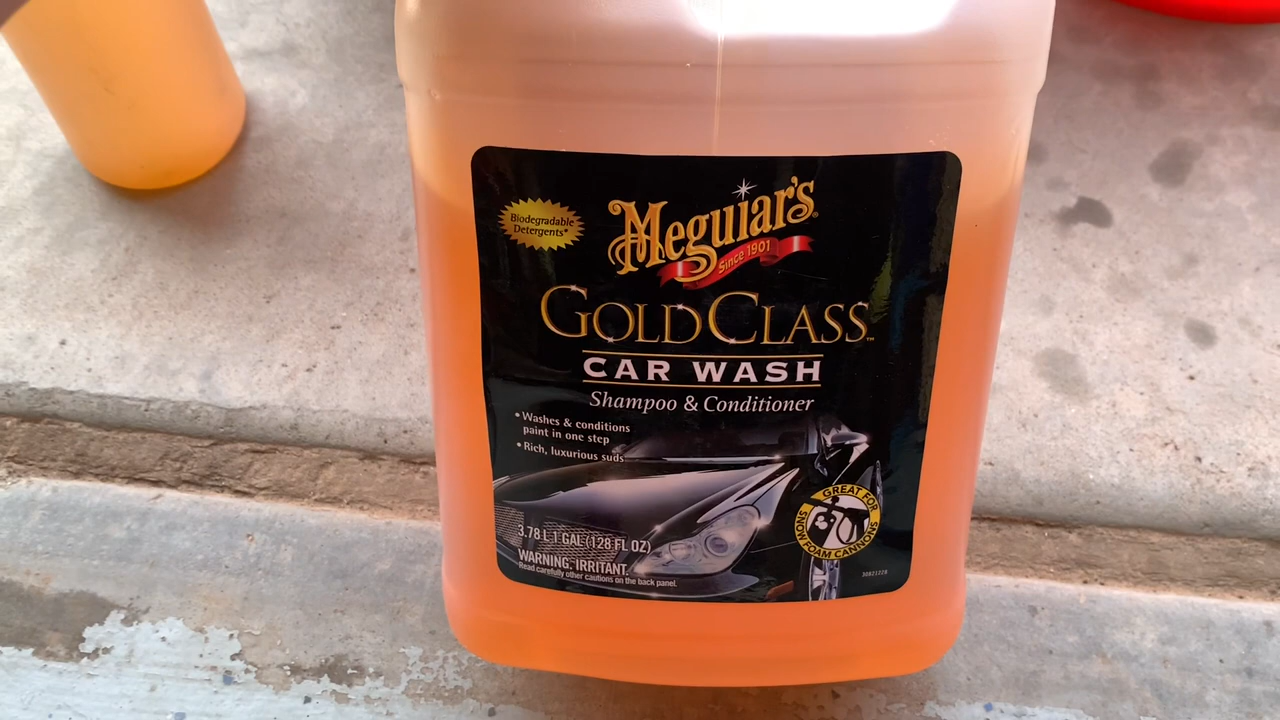 Biodegradable
Detergents*
Meguiar's®
Since 1901
GOLD CLASS™
CAR WASH
Shampoo & Conditioner
• Washes & conditions
paint in one step
• Rich, luxurious suds
GREAT FOR
SNOW FOAM CANNONS
3.78 L 1 GAL (128 FL OZ)
WARNING. IRRITANT.
Read carefully other cautions on the back panel.